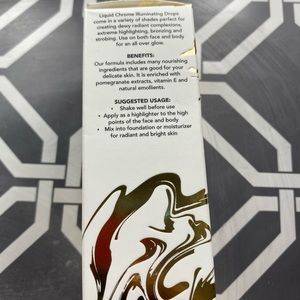 Liquid Chrome Illuminating Drops
come in a variety of shades perfect for
creating dewy radiant complexions,
extreme highlighting, bronzing and
strobing. Use on both face and body
for an all over glow.
BENEFITS:
Our formula includes many nourishing
ingredients that are good for your
delicate skin. It is enriched with
pomegranate extracts, vitamin E and
natural emollients.
SUGGESTED USAGE:
• Shake well before use
• Apply as a highlighter to the high
points of the face and body
• Mix into foundation or moisturizer
for radiant and bright skin